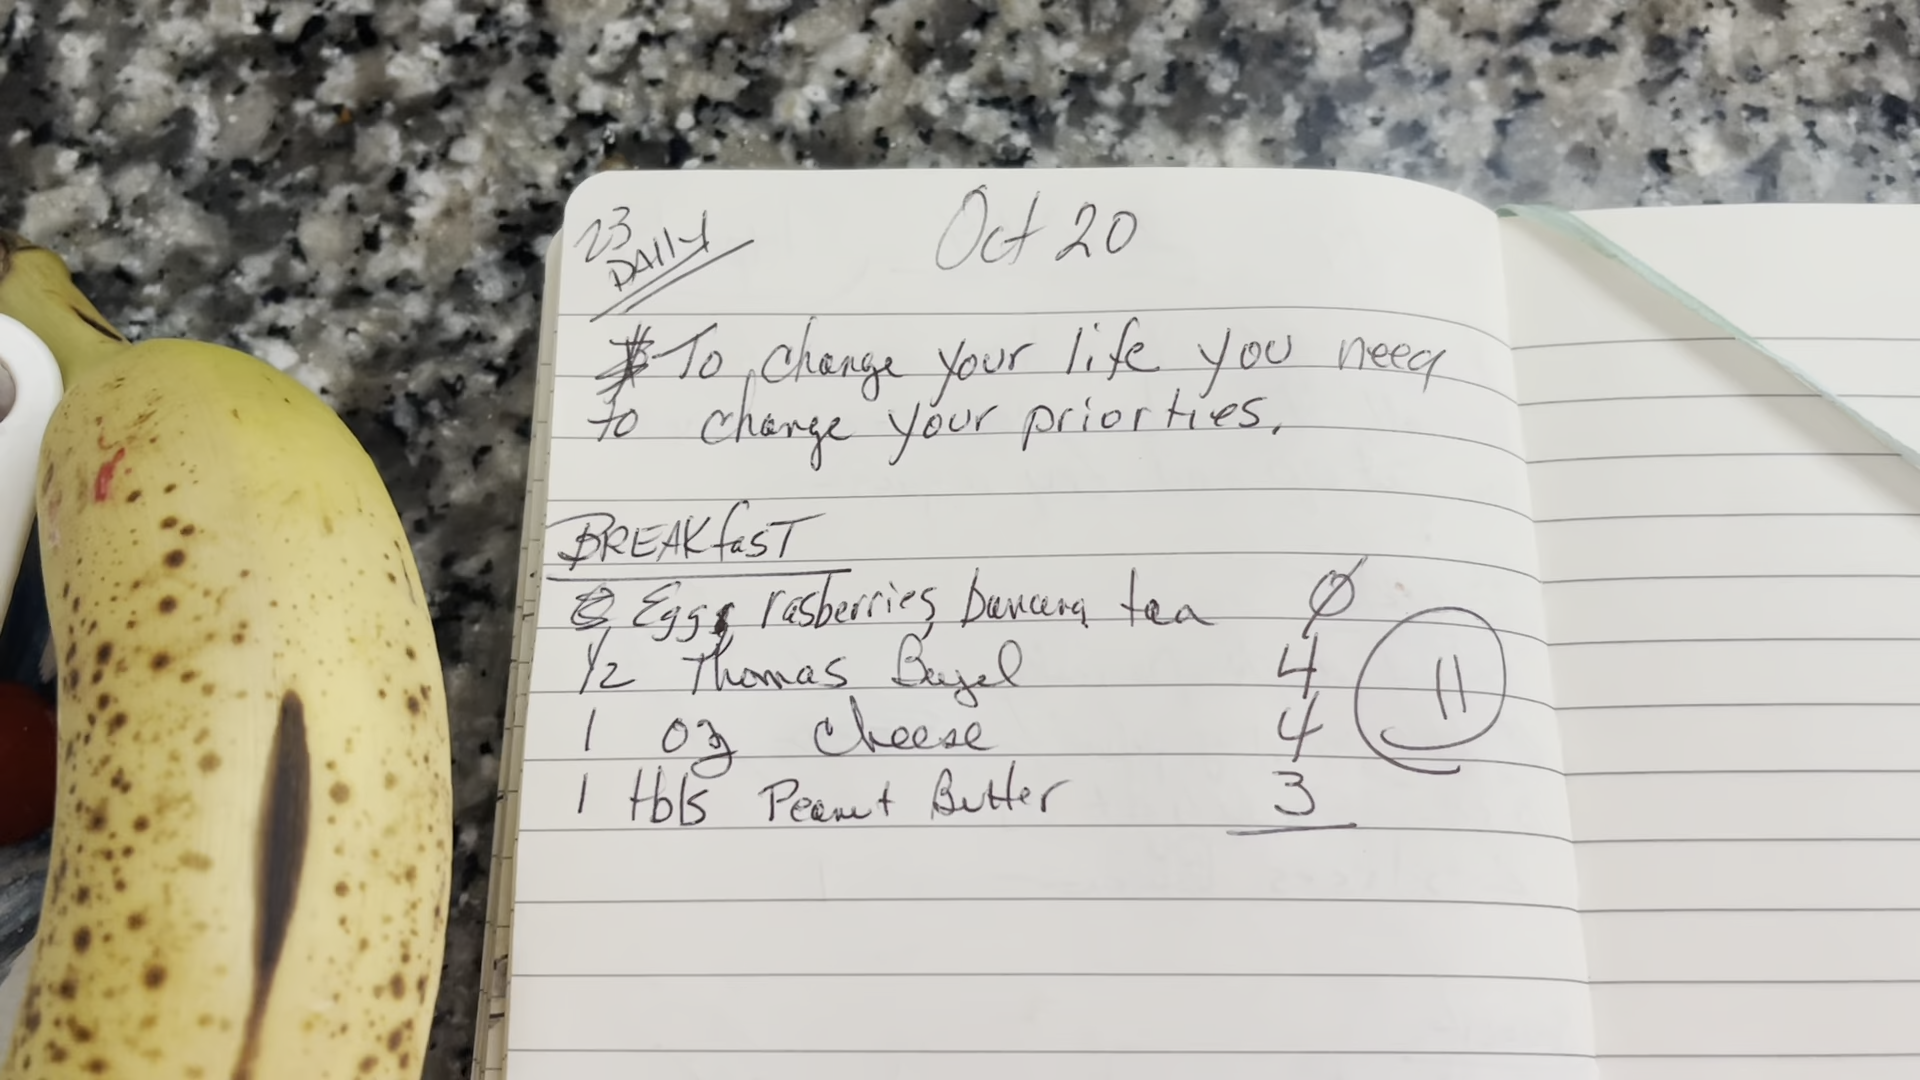 23 DAILY
Oct 20
To change your life you need
to change your priorties.
BREAKfasT
Eggs, rasberries, banana, tea 0
1/2 Thomas Bagel 4
1 oz cheese 4
11
1 tbls Peanut Butter 3